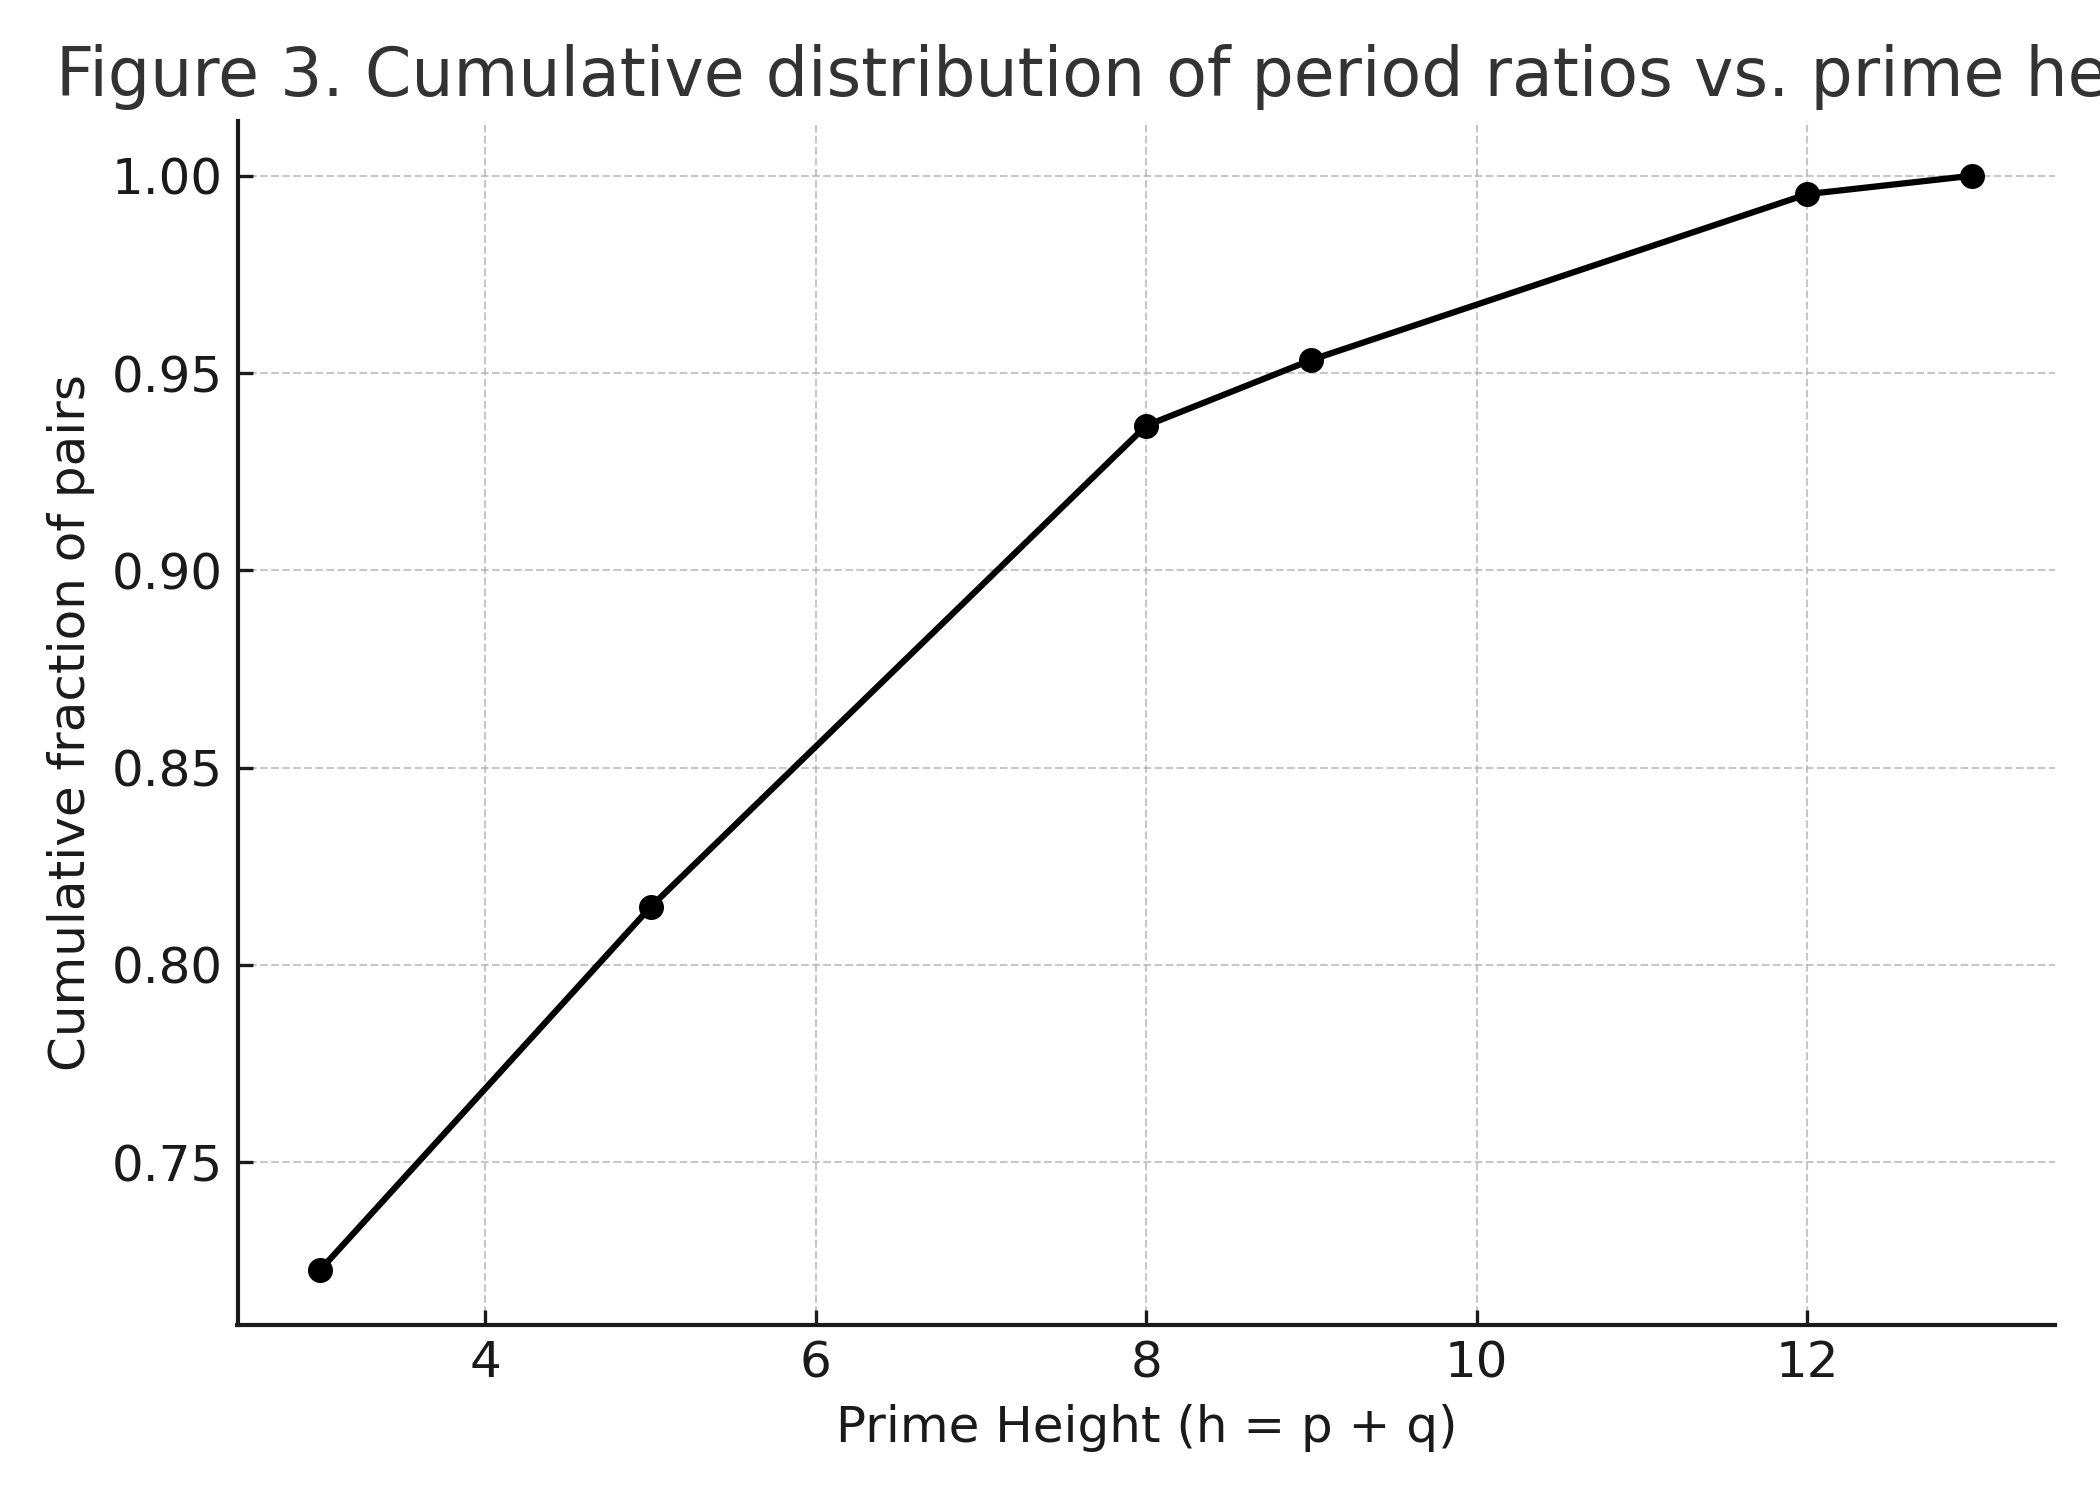 Figure 3. Cumulative distribution of period ratios vs. prime he
1.00
0.95
0.90
0.85
0.80
0.75
Cumulative fraction of pairs
4 6 8 10 12
Prime Height (h = p + q)